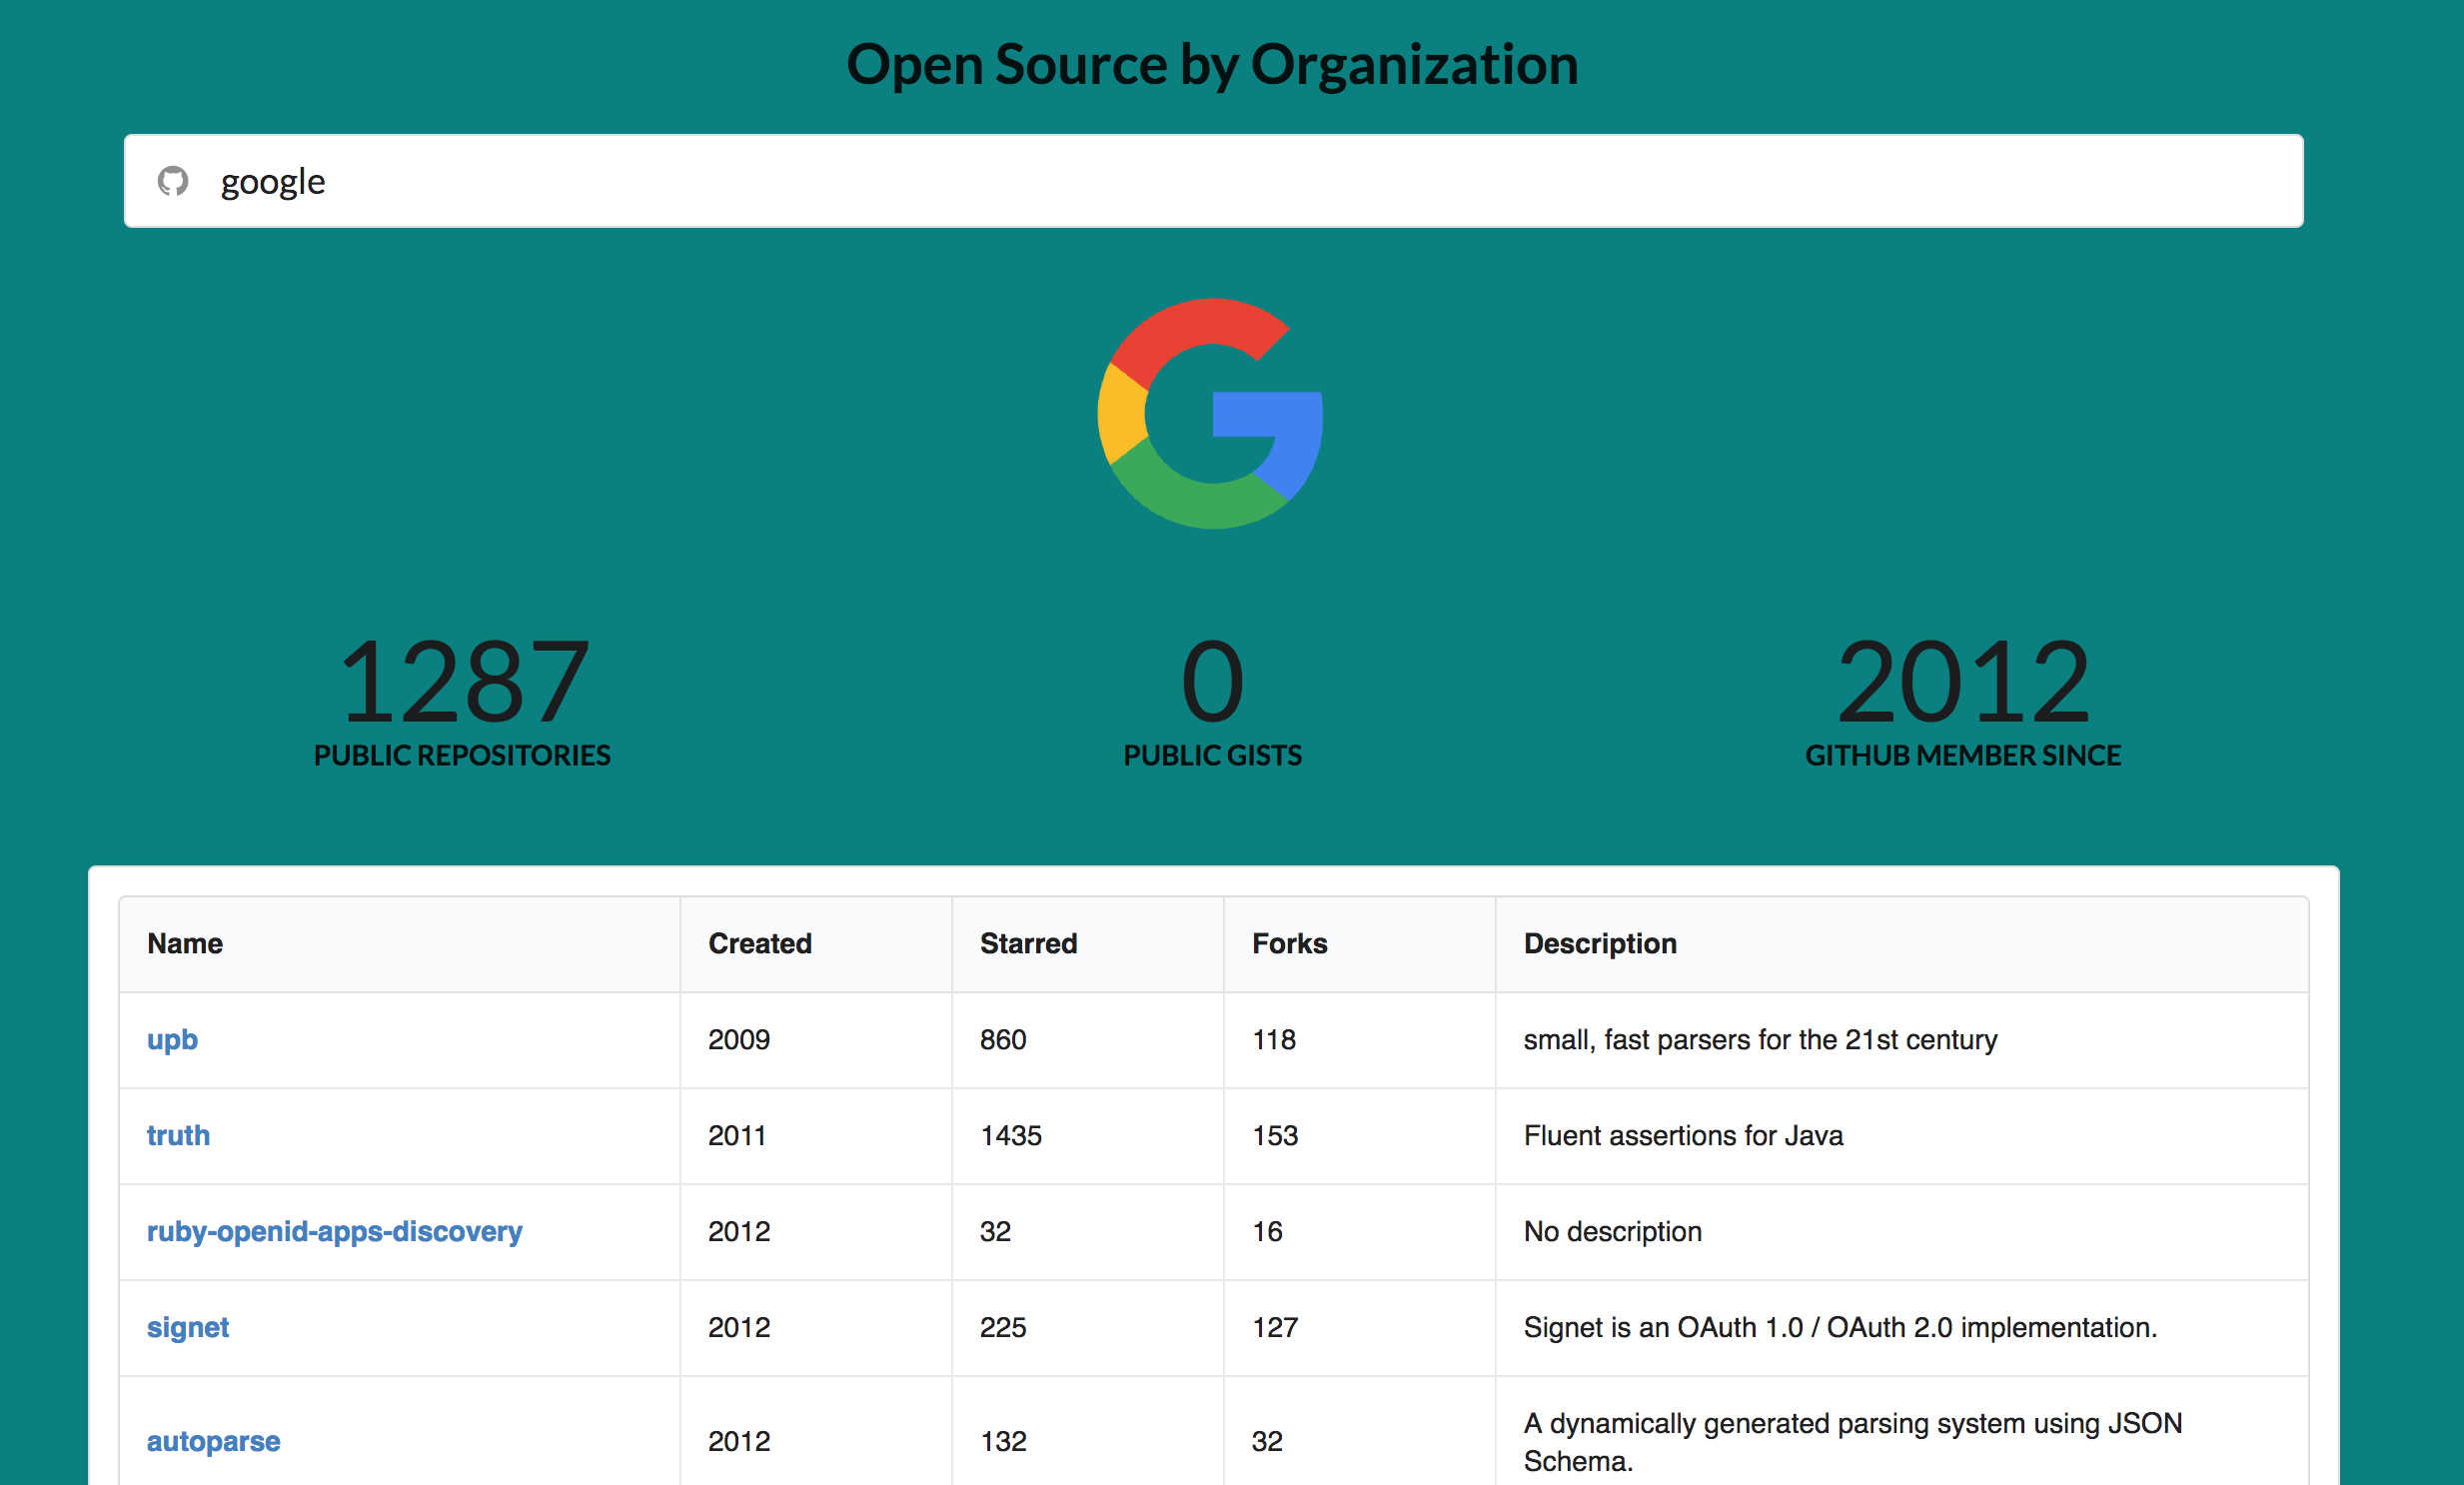 Open Source by Organization
google
1287 0 2012
PUBLIC REPOSITORIES PUBLIC GISTS GITHUB MEMBER SINCE
Name Created Starred Forks Description
upb 2009 860 118 small, fast parsers for the 21st century
truth 2011 1435 153 Fluent assertions for Java
ruby-openid-apps-discovery 2012 32 16 No description
signet 2012 225 127 Signet is an OAuth 1.0 / OAuth 2.0 implementation.
autoparse 2012 132 32 A dynamically generated parsing system using JSON
Schema.